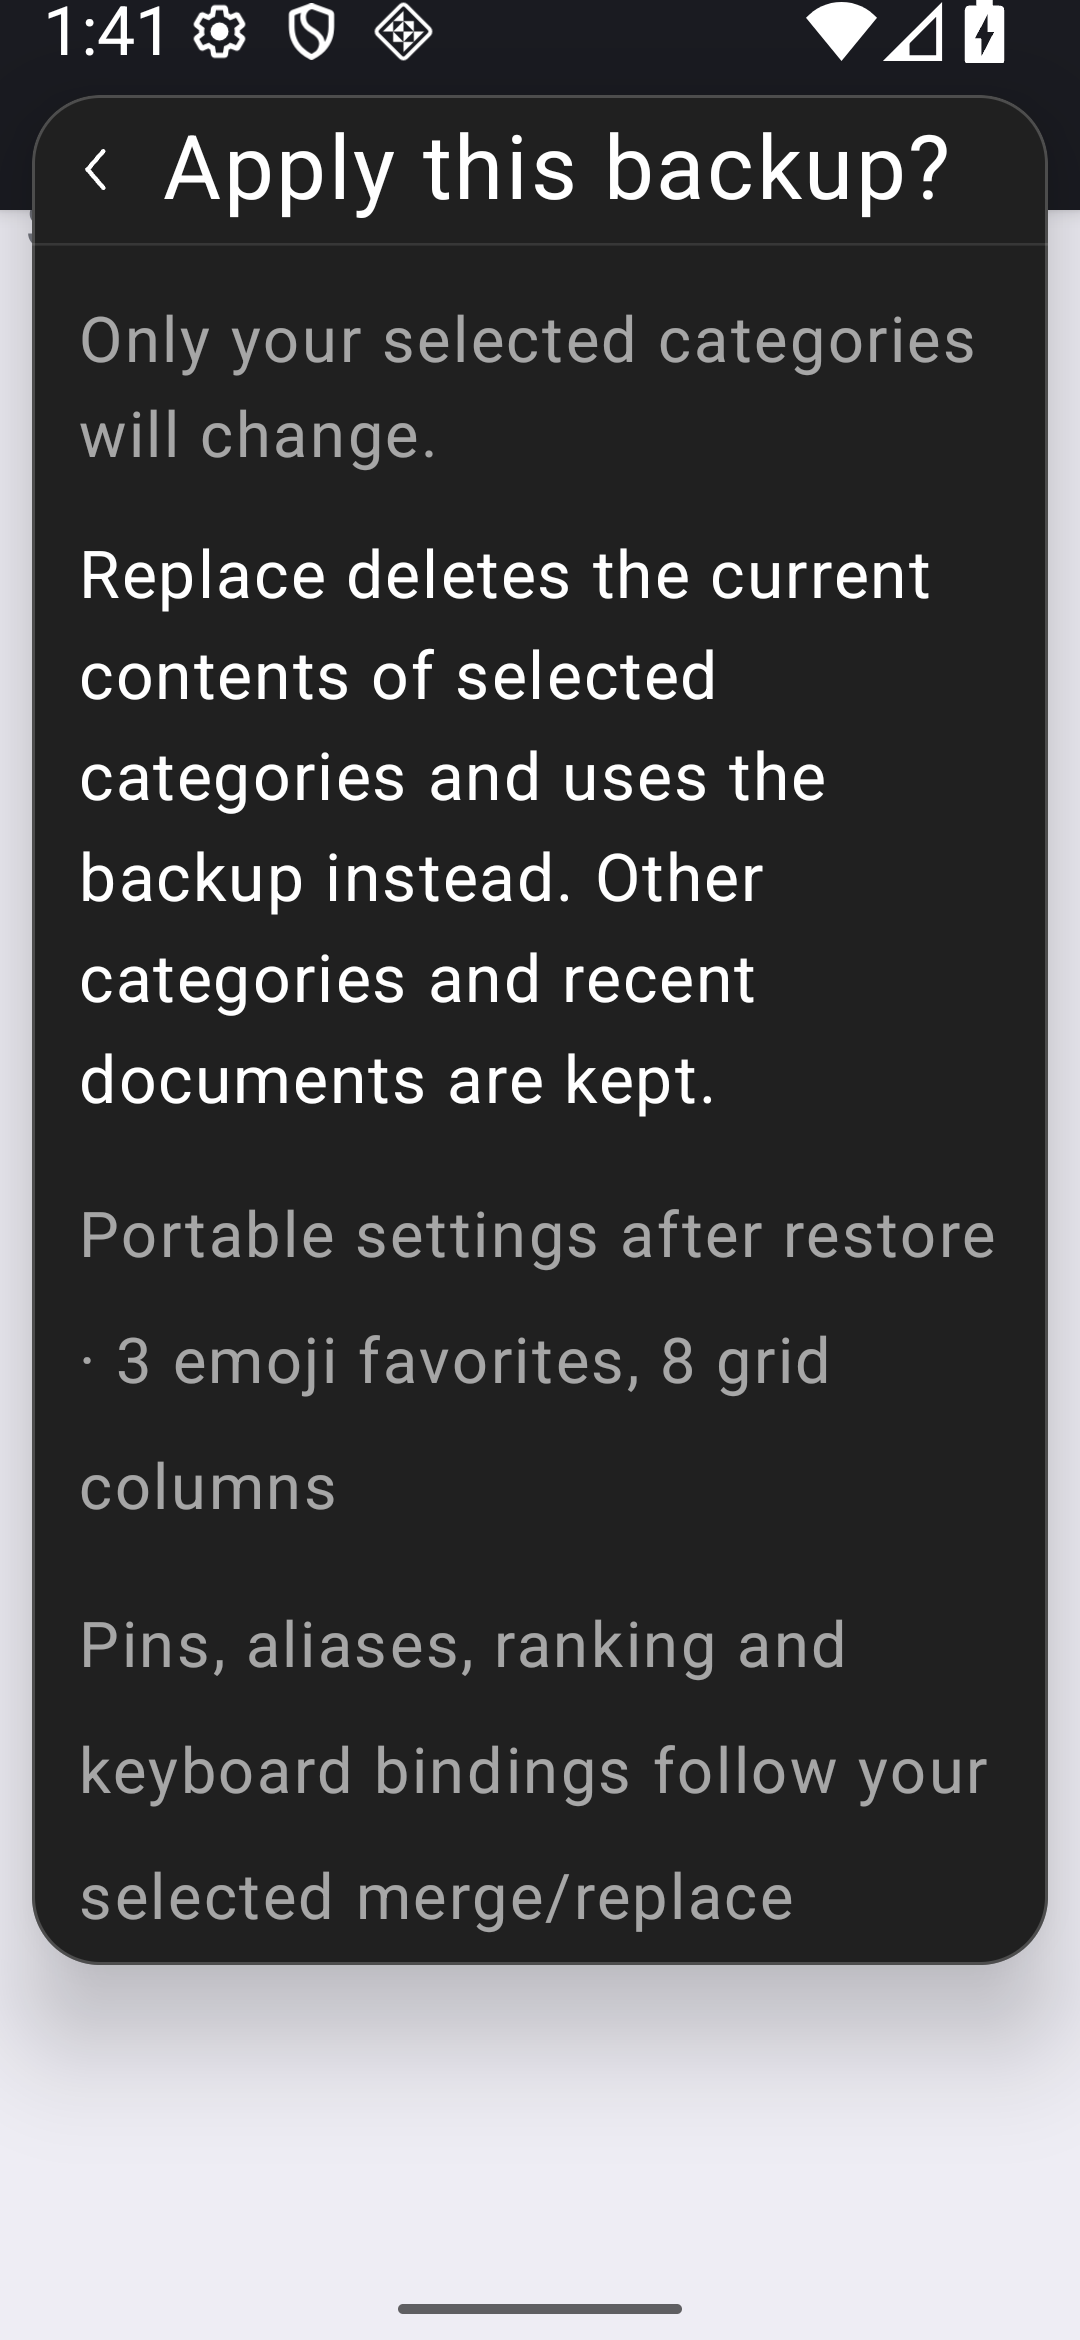 1:41
Apply this backup?
Only your selected categories
will change.
Replace deletes the current
contents of selected
categories and uses the
backup instead. Other
categories and recent
documents are kept.
Portable settings after restore
· 3 emoji favorites, 8 grid
columns
Pins, aliases, ranking and
keyboard bindings follow your
selected merge/replace